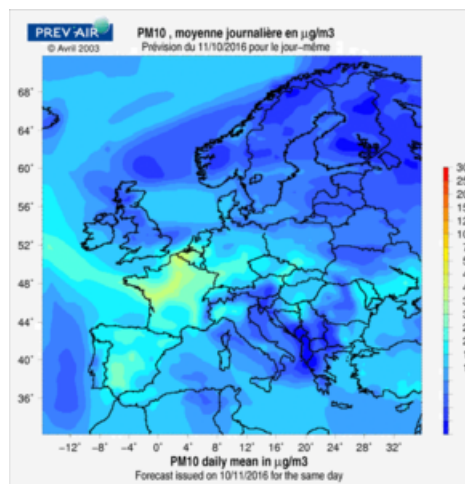 PREV'AIR
© Avril 2003
PM10 , moyenne journalière en µg/m3
Prévision du 11/10/2016 pour le jour-même
68°
64°
60°
56°
52°
48°
44°
40°
36°
−12° −8° −4° 0° 4° 8° 12° 16° 20° 24° 28° 32°
PM10 daily mean in µg/m3
Forecast issued on 10/11/2016 for the same day